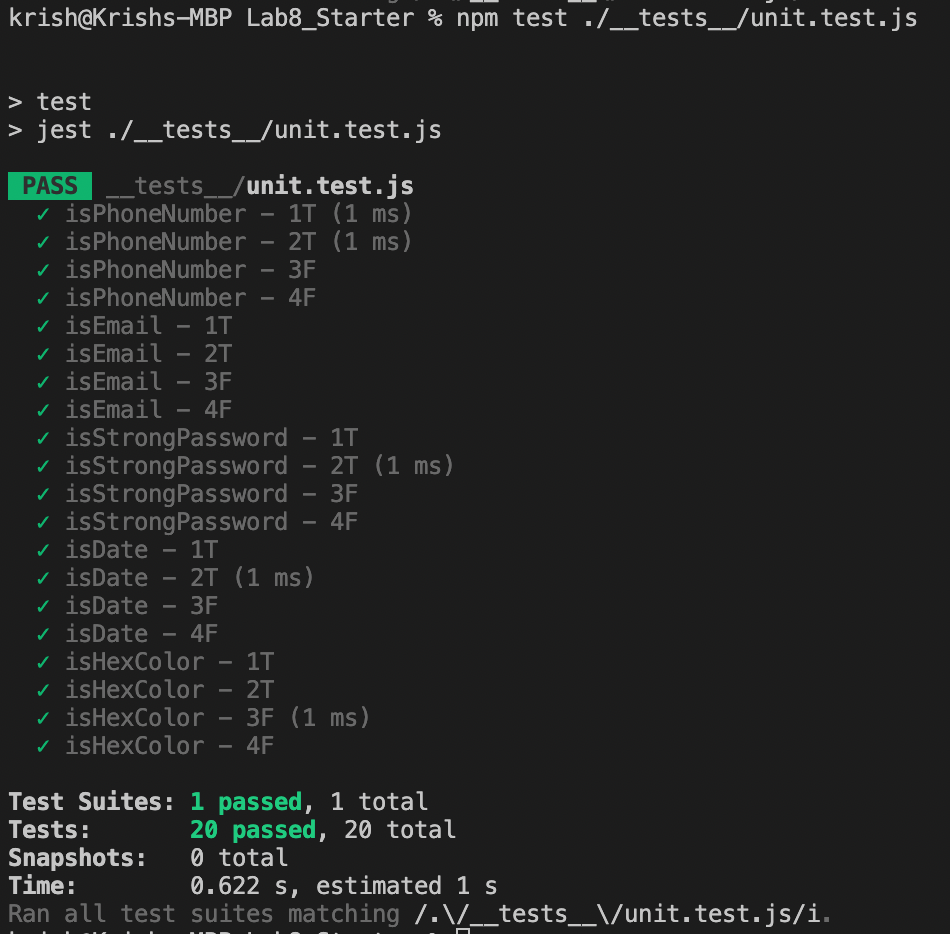 krish@Krishs-MBP Lab8_Starter % npm test ./__tests__/unit.test.js
> test
> jest ./__tests__/unit.test.js
PASS __tests__/unit.test.js
✓ isPhoneNumber – 1T (1 ms)
✓ isPhoneNumber – 2T (1 ms)
✓ isPhoneNumber – 3F
✓ isPhoneNumber – 4F
✓ isEmail – 1T
✓ isEmail – 2T
✓ isEmail – 3F
✓ isEmail – 4F
✓ isStrongPassword – 1T
✓ isStrongPassword – 2T (1 ms)
✓ isStrongPassword – 3F
✓ isStrongPassword – 4F
✓ isDate – 1T
✓ isDate – 2T (1 ms)
✓ isDate – 3F
✓ isDate – 4F
✓ isHexColor – 1T
✓ isHexColor – 2T
✓ isHexColor – 3F (1 ms)
✓ isHexColor – 4F
Test Suites: 1 passed, 1 total
Tests: 20 passed, 20 total
Snapshots: 0 total
Time: 0.622 s, estimated 1 s
Ran all test suites matching /.\/__tests__\/unit.test.js/i.
krish@Krishs-MBP Lab8_Starter %